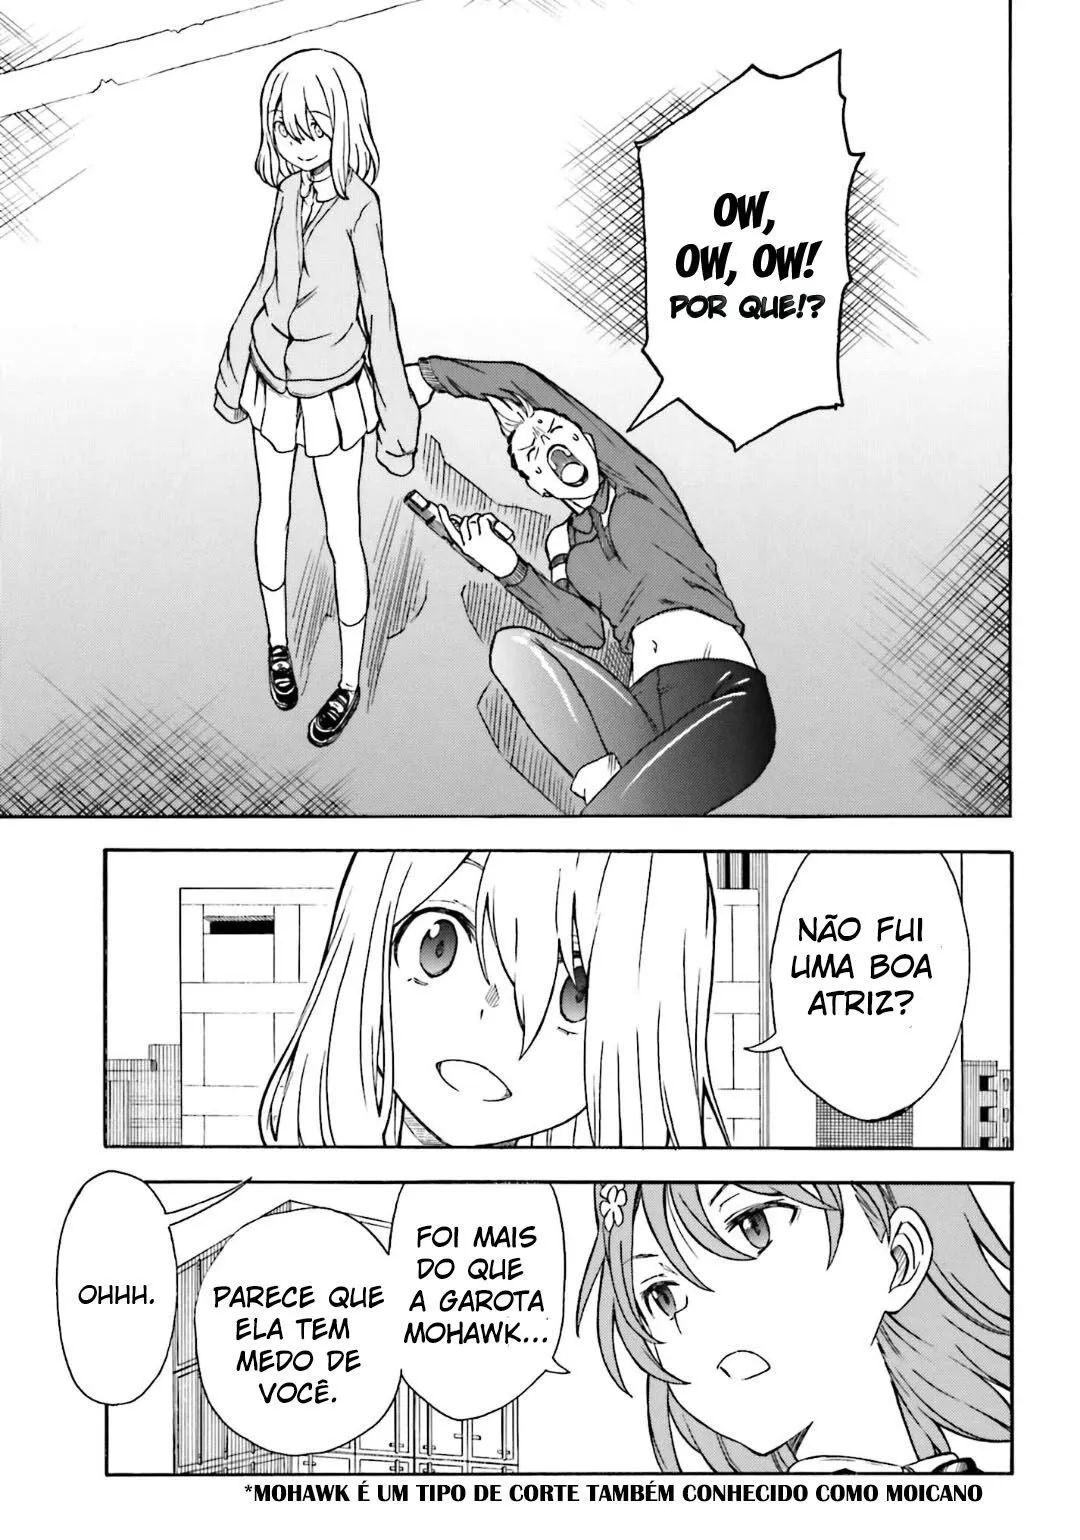 OW,
OW, OW!
POR QUE!?
NÃO FUI
UMA BOA
ATRIZ?
FOI MAIS
DO QUE
A GAROTA
MOHAWK...
PARECE QUE
ELA TEM
MEDO DE
VOCÊ.
OHHH.
*MOHAWK É UM TIPO DE CORTE TAMBÉM CONHECIDO COMO MOICANO